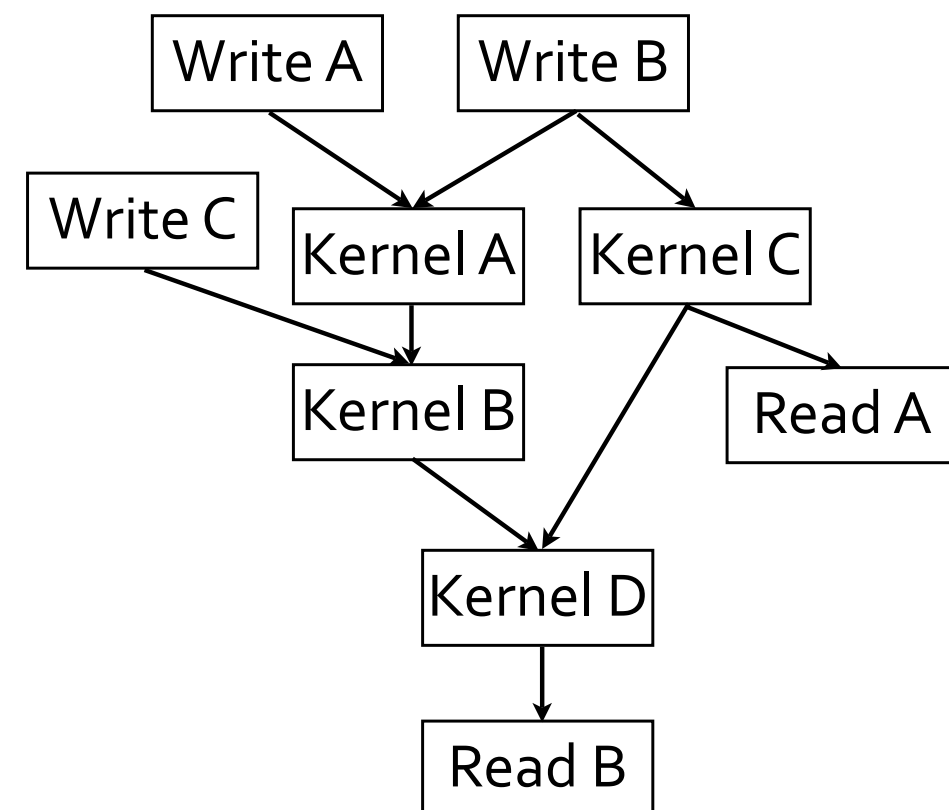 Write A
Write B
Write C
Kernel A
Kernel C
Kernel B
Read A
Kernel D
Read B